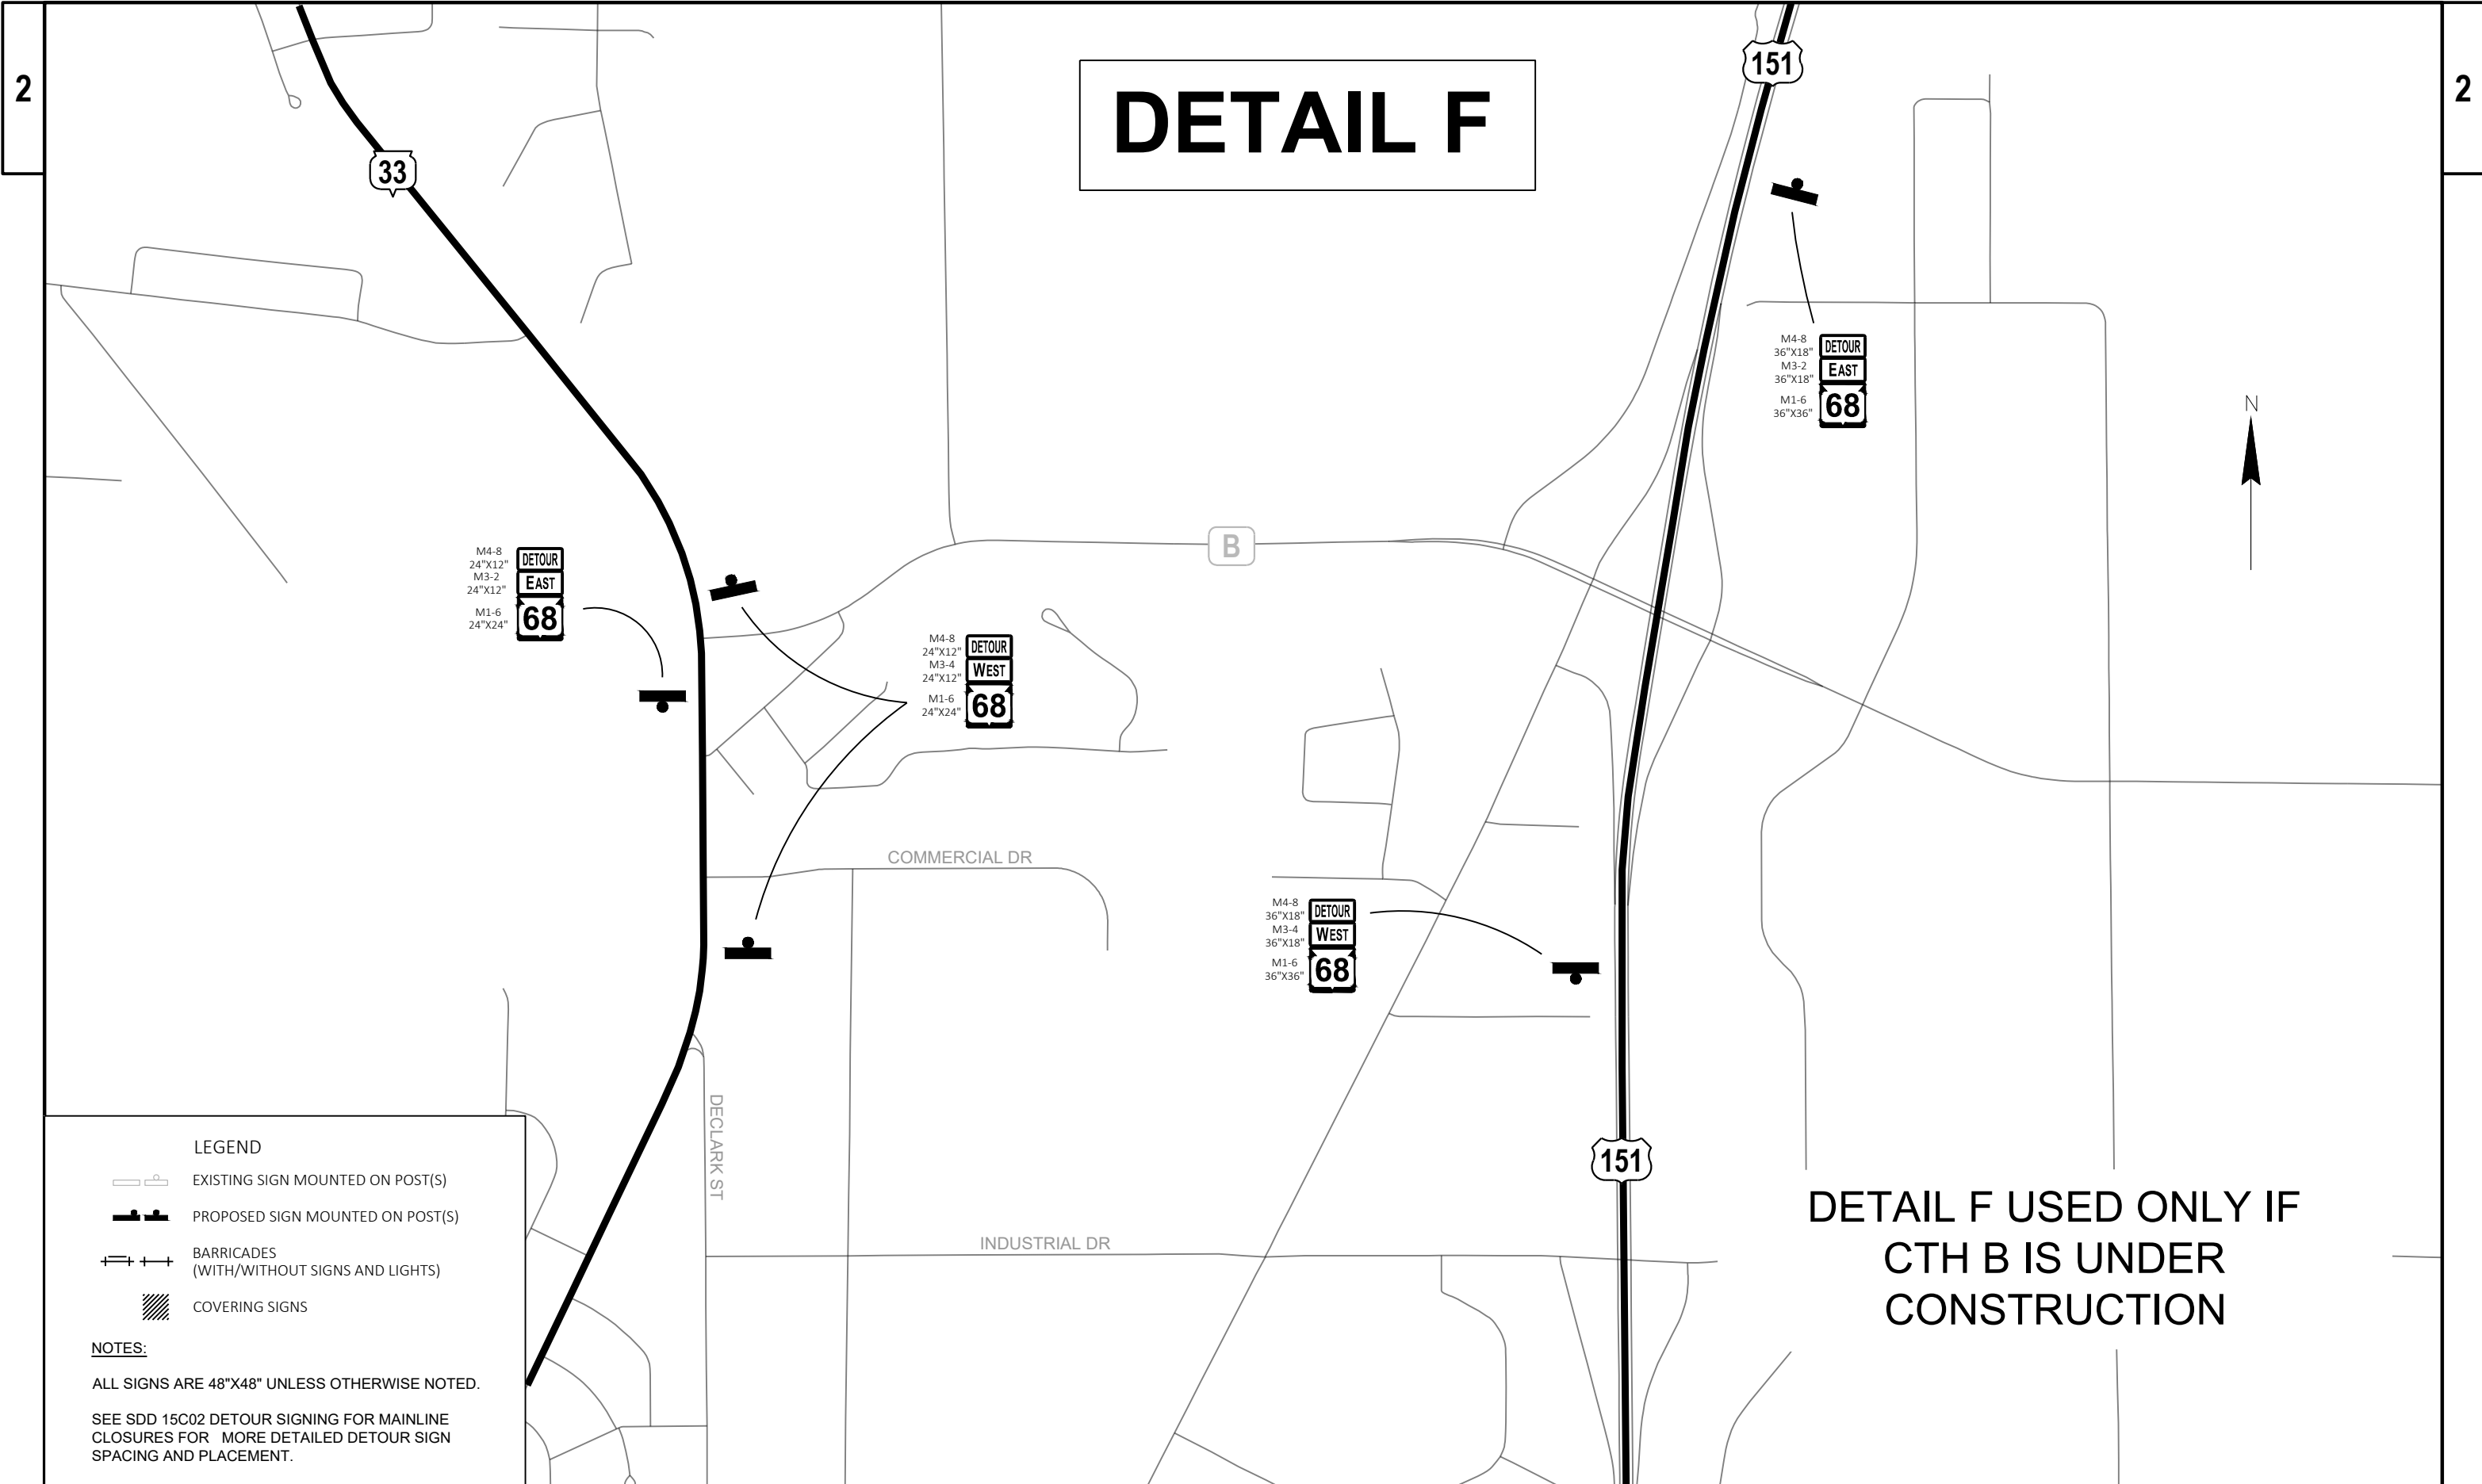 2
DETAIL F
151
2
33
M4-8
36"X18"
DETOUR
M3-2
36"X18"
EAST
M1-6
36"X36"
68
N
B
M4-8
24"X12"
DETOUR
M3-2
24"X12"
EAST
M1-6
24"X24"
68
M4-8
24"X12"
DETOUR
M3-4
24"X12"
WEST
M1-6
24"X24"
68
COMMERCIAL DR
M4-8
36"X18"
DETOUR
M3-4
36"X18"
WEST
M1-6
36"X36"
68
DECLARK ST
151
INDUSTRIAL DR
DETAIL F USED ONLY IF
CTH B IS UNDER
CONSTRUCTION
LEGEND
EXISTING SIGN MOUNTED ON POST(S)
PROPOSED SIGN MOUNTED ON POST(S)
BARRICADES
(WITH/WITHOUT SIGNS AND LIGHTS)
COVERING SIGNS
NOTES:
ALL SIGNS ARE 48"X48" UNLESS OTHERWISE NOTED.
SEE SDD 15C02 DETOUR SIGNING FOR MAINLINE
CLOSURES FOR MORE DETAILED DETOUR SIGN
SPACING AND PLACEMENT.